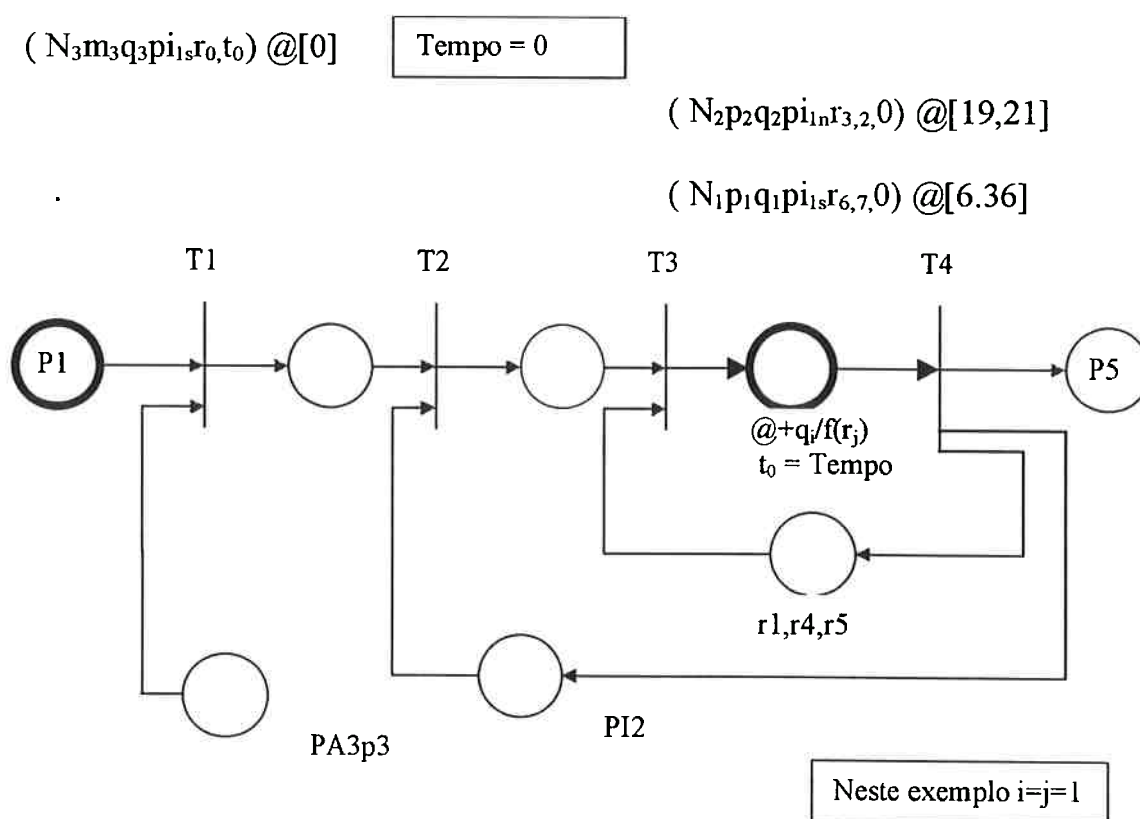 ( N₃m₃q₃pi₁ₛr₀,t₀) @[0]
Tempo = 0
( N₂p₂q₂pi₁ₙr₃,₂,0) @[19,21]
( N₁p₁q₁pi₁ₛr₆,₇,0) @[6.36]
T1 T2 T3 T4
P1 P5
@+qᵢ/f(rⱼ)
t₀ = Tempo
r1,r4,r5
PI2
PA3p3
Neste exemplo i=j=1